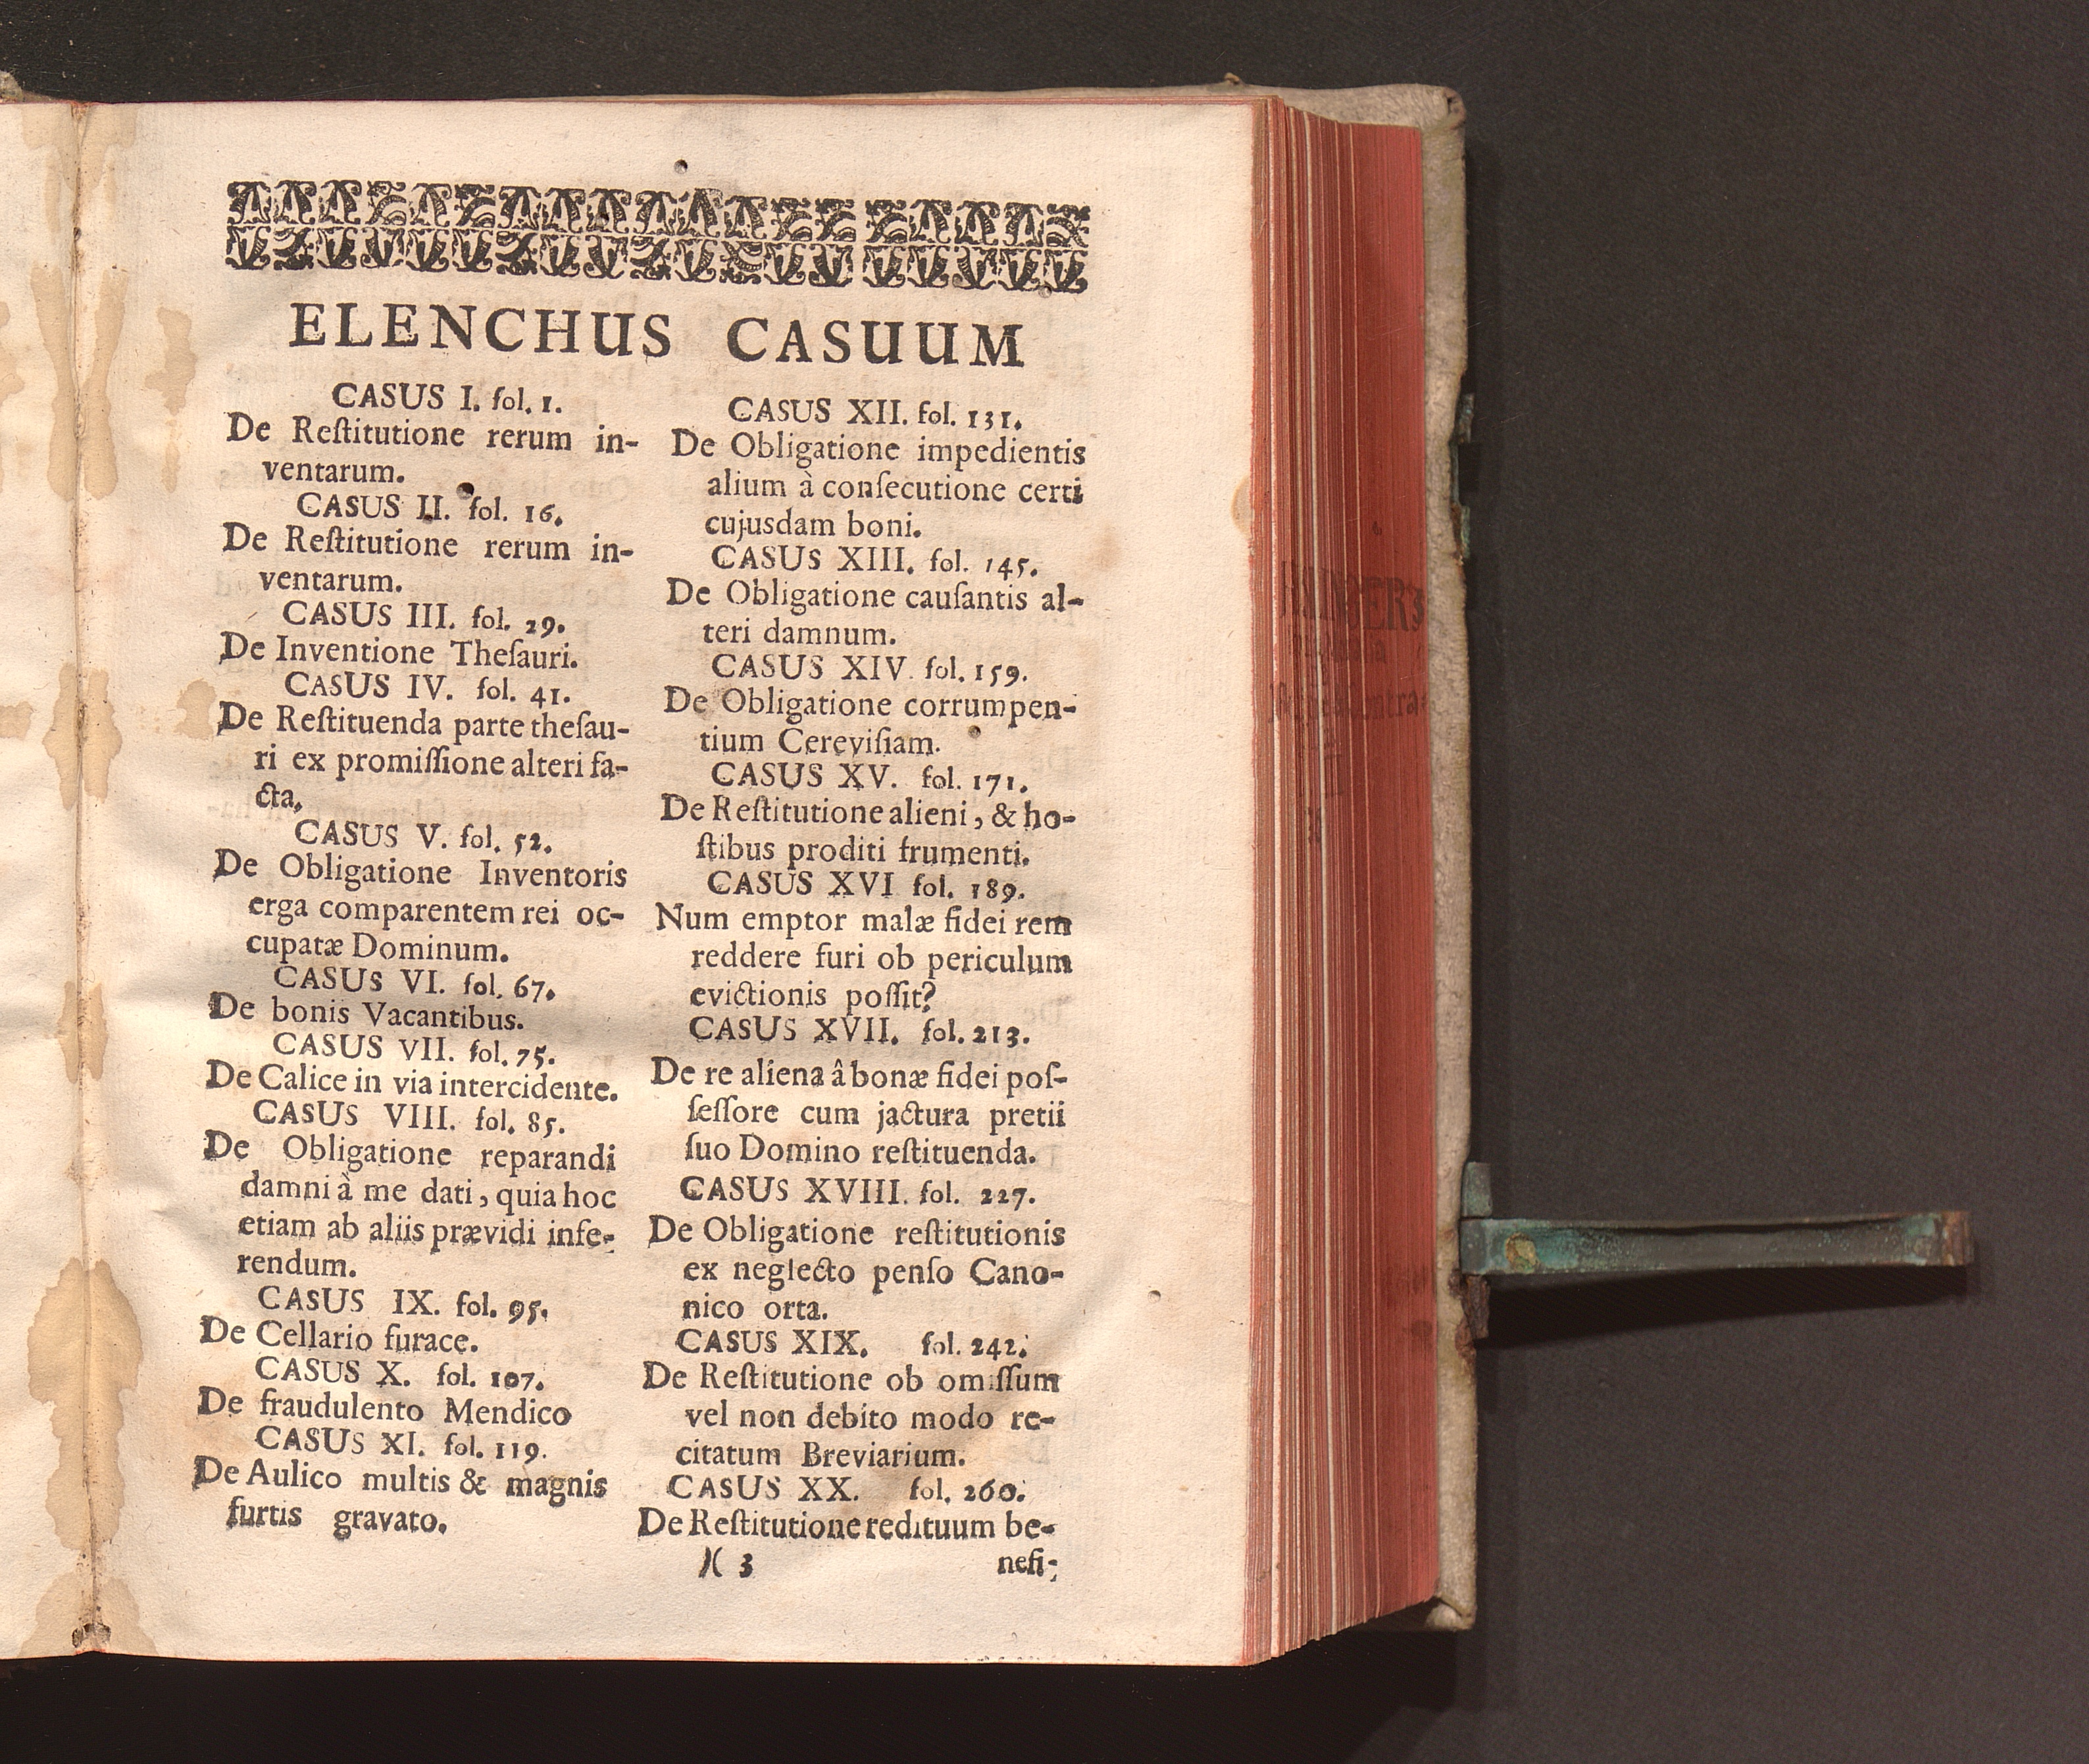 ELENCHUS CASUUM
CASUS I. fol. 1.
De Reſtitutione rerum in-
ventarum.
CASUS II. fol. 16.
De Reſtitutione rerum in-
ventarum.
CASUS III. fol. 29.
De Inventione Theſauri.
CASUS IV. fol. 41.
De Reſtituenda parte theſau-
ri ex promiſſione alteri fa-
cta.
CASUS V. fol. 52.
De Obligatione Inventoris
erga comparentem rei oc-
cupatæ Dominum.
CASUS VI. fol. 67.
De bonis Vacantibus.
CASUS VII. fol. 75.
De Calice in via intercidente.
CASUS VIII. fol. 85.
De Obligatione reparandi
damni à me dati, quia hoc
etiam ab aliis prævidi infe-
rendum.
CASUS IX. fol. 95.
De Cellario furace.
CASUS X. fol. 107.
De fraudulento Mendico
CASUS XI. fol. 119.
De Aulico multis & magnis
furtis gravato.
CASUS XII. fol. 131.
De Obligatione impedientis
alium à conſecutione certi
cujusdam boni.
CASUS XIII. fol. 145.
De Obligatione cauſantis al-
teri damnum.
CASUS XIV. fol. 159.
De Obligatione corrumpen-
tium Cereviſiam.
CASUS XV. fol. 171.
De Reſtitutione alieni, & ho-
ſtibus proditi frumenti.
CASUS XVI fol. 189.
Num emptor malæ fidei rem
reddere furi ob periculum
evictionis poſſit?
CASUS XVII. fol. 213.
De re aliena â bonæ fidei poſ-
ſeſſore cum jactura pretii
ſuo Domino reſtituenda.
CASUS XVIII. fol. 227.
De Obligatione reſtitutionis
ex neglecto penſo Cano-
nico orta.
CASUS XIX. fol. 242.
De Reſtitutione ob omiſſum
vel non debito modo re-
citatum Breviarium.
CASUS XX. fol. 260.
De Reſtitutione redituum be-
)( 3
nefi-